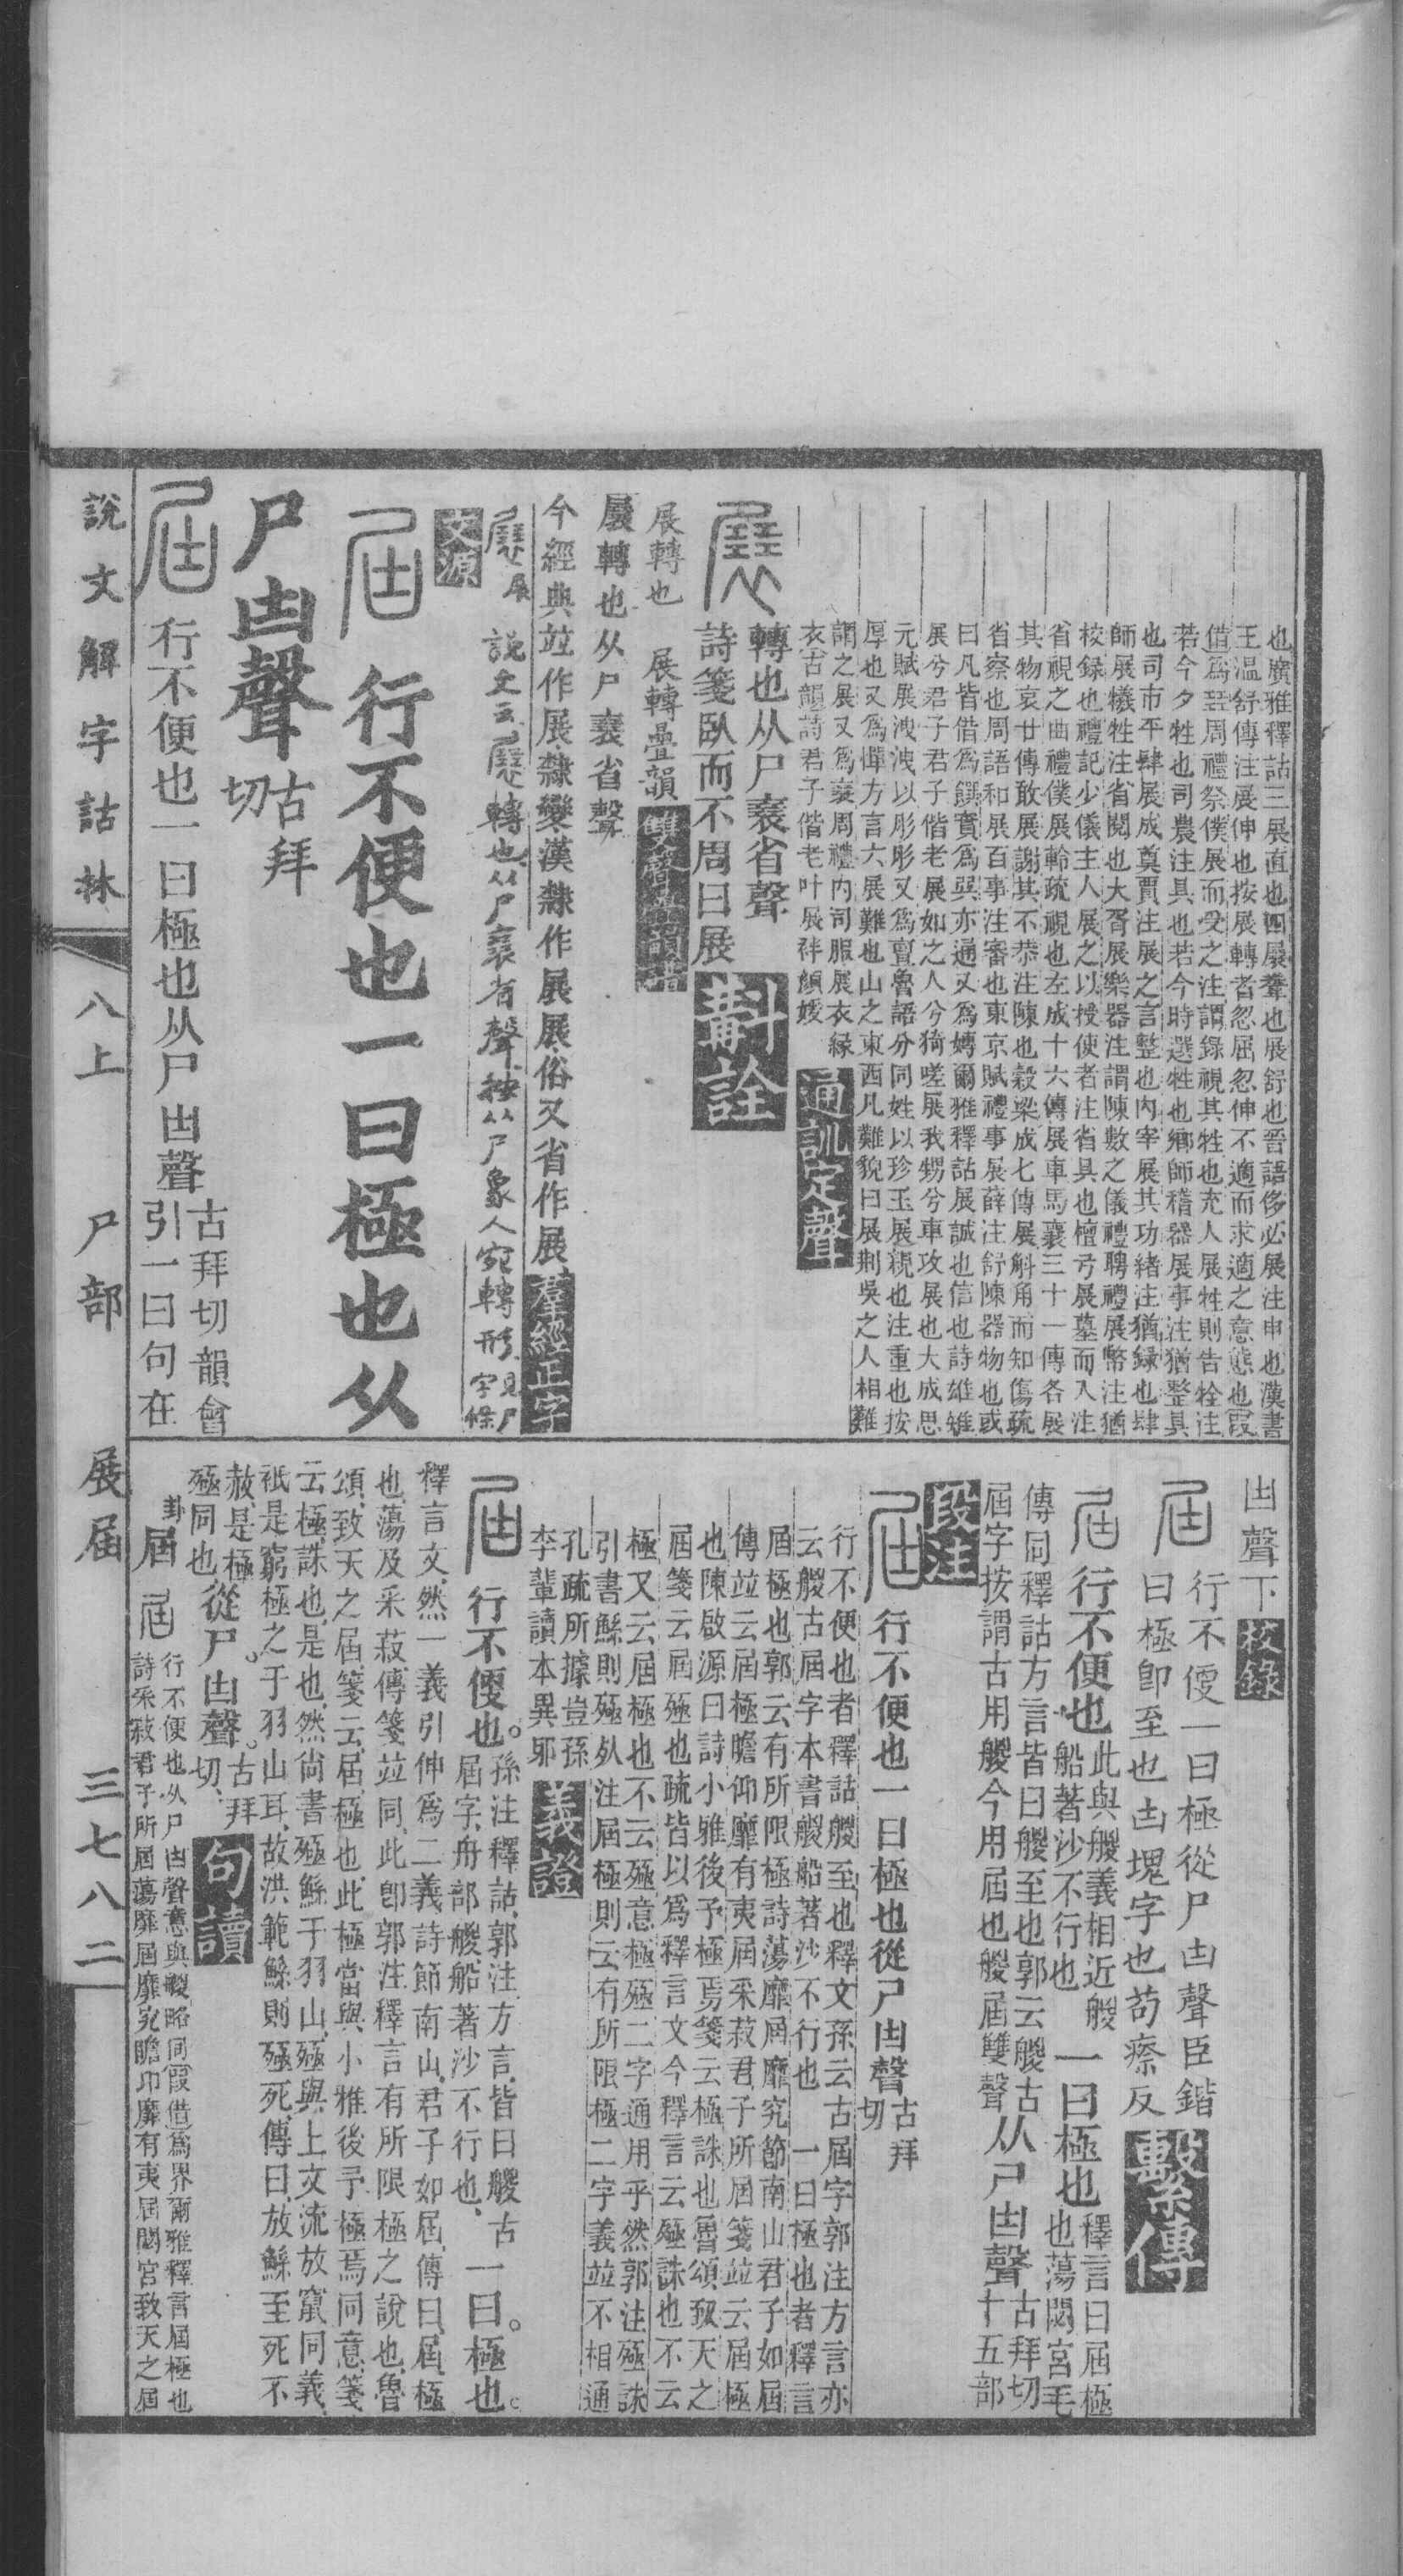 也廣雅釋詁三展直也四㞡聾也展舒也晉語侈必展注申也漢書
王溫舒傳注展伸也按展轉者忽屈忽伸不適而求適之意態也叚
借爲㠭周禮祭僕展而受之注謂錄視其牲也充人展牲則告牷注
若今夕牲也司農注具也若今時選牲也鄉師稽器展事注猶整具
也司市平肆展成奠賈注展之言整也內宰展其功緒注猶錄也肆
師展犧牲注省閱也大胥展樂器注謂陳數之儀禮聘禮展幣注猶
校錄也禮記少儀主人展之以授使者注省具也檀弓展墓而入注
省視之曲禮僕展軨疏視也左成十六傳展車馬襄三十一傳各展
其物哀廿傳敢展謝其不恭注陳也穀梁成七傳展斛角而知傷疏
省察也周語和展百事注審也東京賦禮事展薛注舒陳器物也或
曰凡皆借爲饌實爲㢲亦通又爲㜏爾雅釋詁展誠也信也詩雄雉
展兮君子君子偕老展如之人兮猗嗟展我甥兮車攻展也大成思
元賦展洩洩以彤彤又爲亶魯語分同姓以珍玉展親也注重也按
厚也又爲憚方言六展難也山之東西凡難貌曰展荆吳之人相難
謂之展又爲襢周禮內司服展衣緣
衣古韻詩君子偕老叶展袢顏媛 通訓定聲
轉也从尸㠭省聲
詩箋臥而不周曰展 斠詮
展轉也 展轉疊韻 雙聲疊韻譜
㞡轉也从尸㠭省聲
今經典竝作展隸變漢隸作展展俗又省作展 羣經正字
展 說文云㞡轉也从尸㠭省聲按从尸象人宛轉形見尸字條
文源
屆 行不便也一曰極也从
尸凷聲古拜切
屆 行不便也一曰極也从尸凷聲古拜切韻會引一曰句在
說文解字詁林 八上 尸部 展屆 三七八二
凷聲下 校錄
屆 行不便一曰極從尸凷聲臣鍇
曰極卽至也凷塊字也苟瘵反 繫傳
屆 行不便也此與艐義相近艐船著沙不行也 一曰極也釋言曰屆極也蕩閟宮毛
傳同釋詁方言皆曰艐至也郭云艐古
屆字按謂古用艐今用屆也艐屆雙聲从尸凷聲古拜切十五部
段注
屆 行不便也一曰極也從尸凷聲古拜切
行不便也者釋詁艐至也釋文孫云古屆字郭注方言亦
云艐古屆字本書艐船著沙不行也 一曰極也者釋言
屆極也郭云有所限極詩蕩靡屆靡究節南山君子如屆
傳竝云屆極瞻仰靡有夷屆采菽君子所屆箋竝云屆極
也陳啟源曰詩小雅後予極焉箋云極誅也魯頌致天之
屆箋云屆殛也疏皆以爲釋言文今釋言云殛誅也不云
極又云屆極也不云殛意極殛二字通用乎然郭注殛誅
引書鯀則殛死注屆極則云有所限極二字義竝不相通
孔疏所據豈孫
李輩讀本異邪 義證
屆 行不便也。孫注釋詁、郭注方言、皆曰艐古屆字、舟部艐船著沙不行也、一曰。極也。
釋言文、然一義引伸爲二義詩節南山、君子如屆、傳曰、屆、極
也、蕩及采菽、傳箋竝同、此卽郭注釋言有所限極之說也、魯
頌、致天之屆、箋云、屆、極也、此極當與小雅後予極焉同意、箋
云、極、誅也、是也、然尙書殛鯀于羽山、殛與上文流放竄同義、
祇是窮極之于羽山耳、故洪範鯀則殛死、傳曰、放鯀至死不
赦、是極殛同也、從尸。凷聲。古拜切、 句讀
卦屆 屆 行不便也从尸凷聲意與艐略同叚借爲界爾雅釋言屆極也
詩采菽君子所屆蕩靡屆靡究瞻卬靡有夷屆閟宮致天之屆